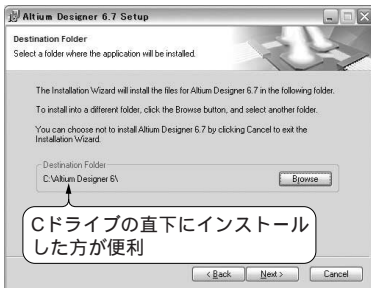 Altium Designer 6.7 Setup
Destination Folder
Select a folder where the application will be installed.
The Installation Wizard will install the files for Altium Designer 6.7 in the following folder.
To install into a different folder, click the Browse button, and select another folder.
You can choose not to install Altium Designer 6.7 by clicking Cancel to exit the
Installation Wizard.
Destination Folder
C:\Altium Designer 6\
Browse
Cドライブの直下にインストール
した方が便利
< Back
Next >
Cancel